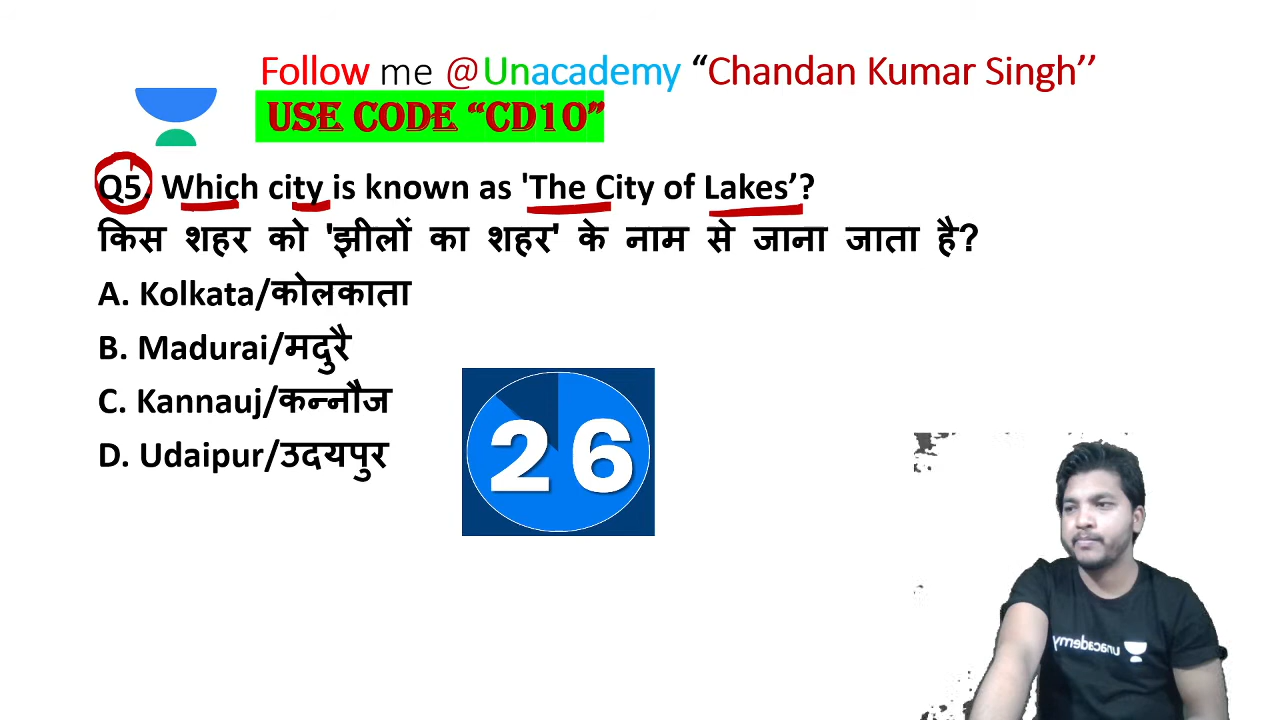 Follow me @Unacademy “Chandan Kumar Singh’’
USE CODE “CD10”
Q5. Which city is known as 'The City of Lakes’?
किस शहर को 'झीलों का शहर' के नाम से जाना जाता है?
A. Kolkata/कोलकाता
B. Madurai/मदुरै
C. Kannauj/कन्नौज
D. Udaipur/उदयपुर
26
unacademy